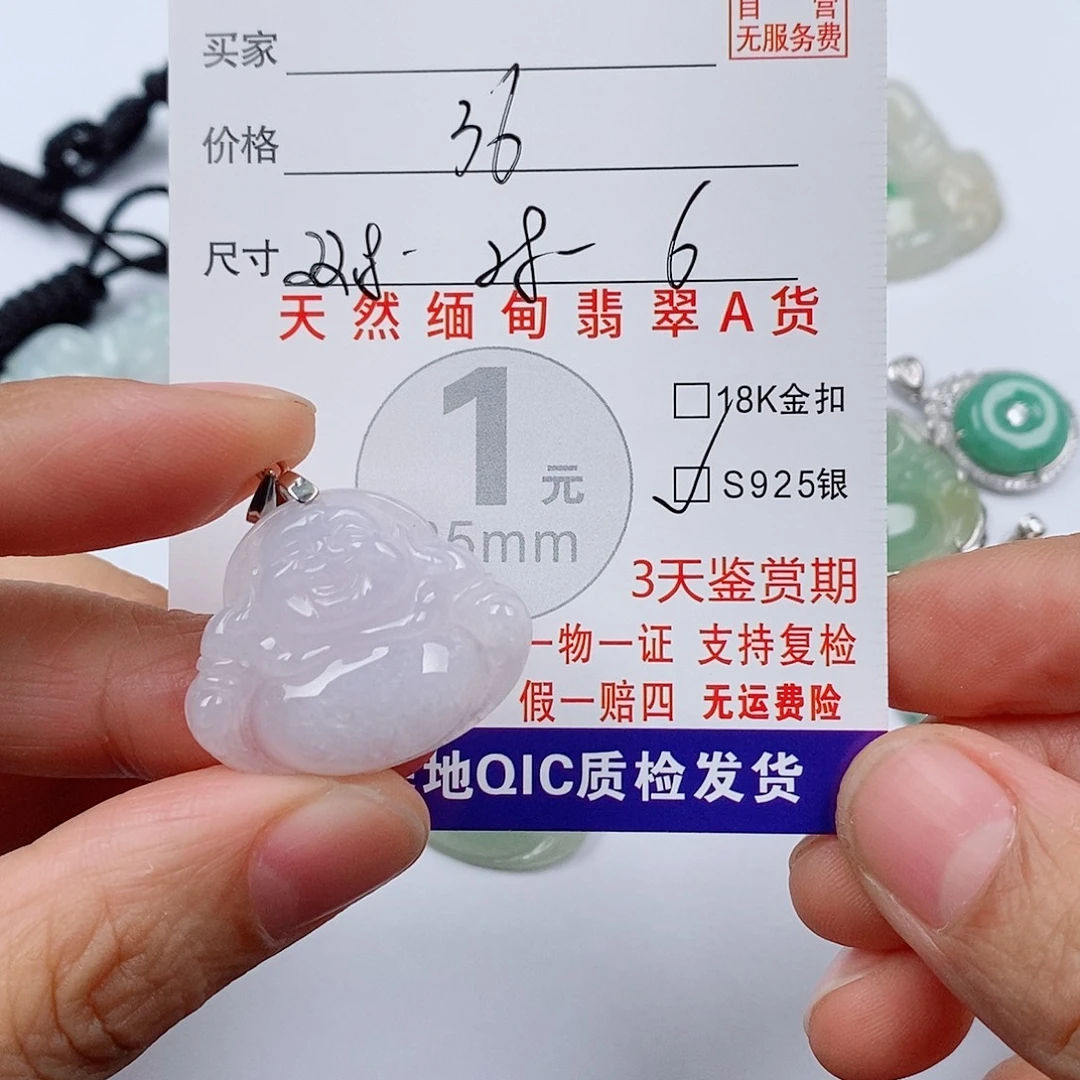 自 营
无服务费
买家
价格 36
尺寸 6
天然缅甸翡翠A货
1元
5mm
18K金扣
S925银
3天鉴赏期
一物一证 支持复检
假一赔四 无运费险
地QIC质检发货